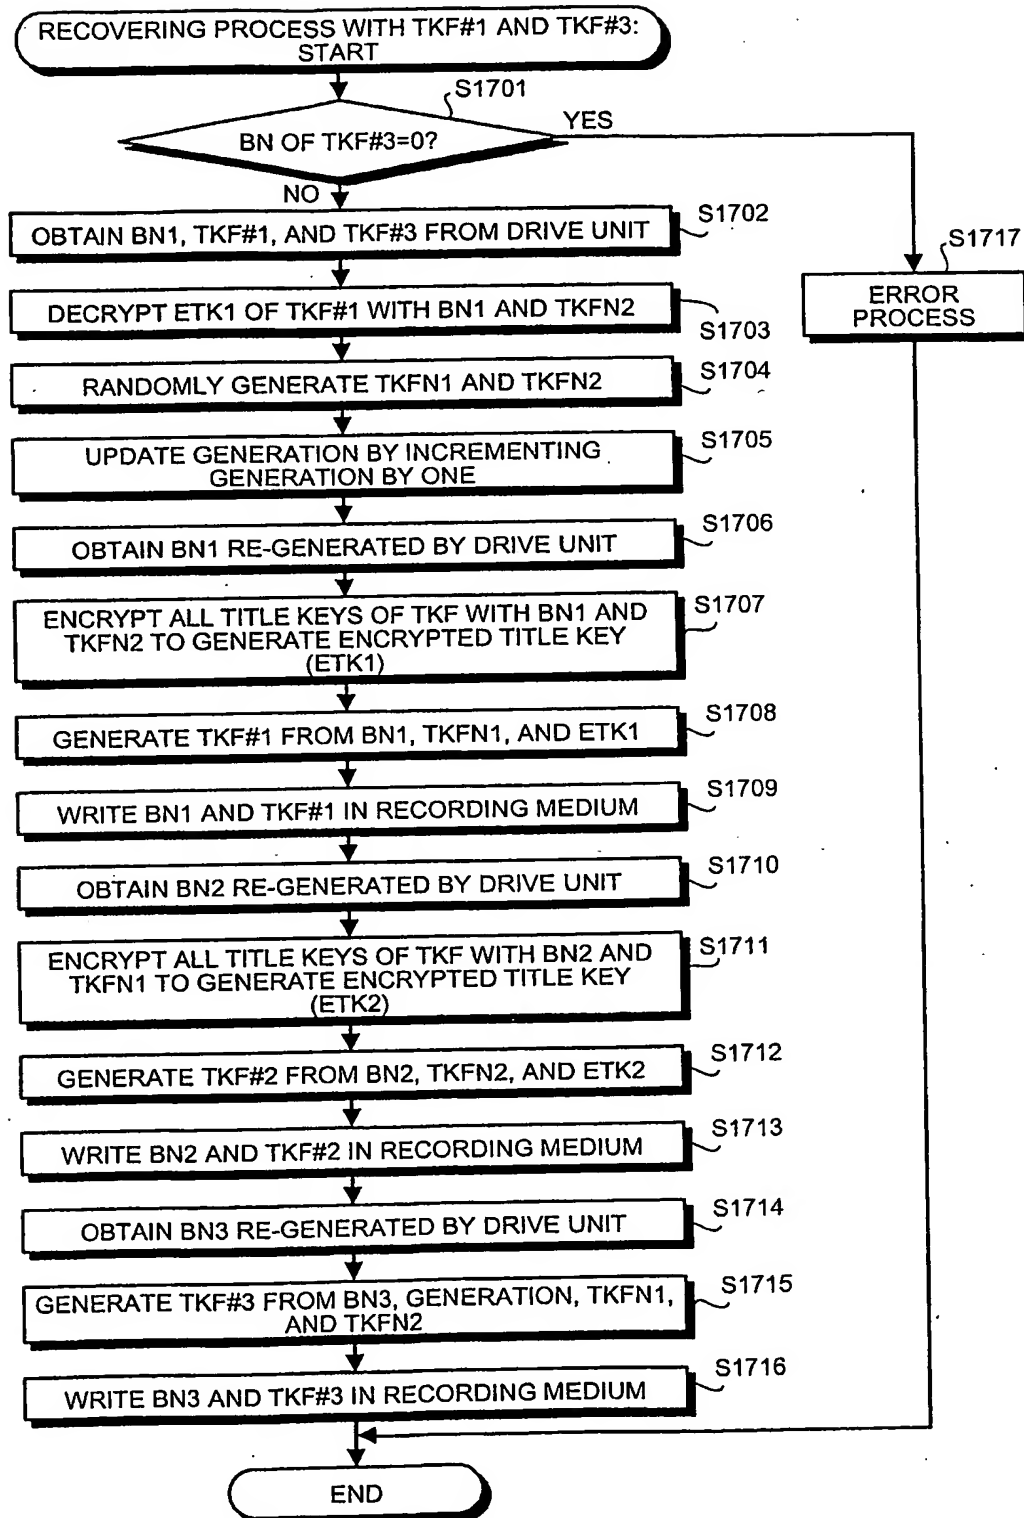 RECOVERING PROCESS WITH TKF#1 AND TKF#3:
START
S1701
BN OF TKF#3=0?
YES
NO
S1702
OBTAIN BN1, TKF#1, AND TKF#3 FROM DRIVE UNIT
S1717
ERROR
PROCESS
DECRYPT ETK1 OF TKF#1 WITH BN1 AND TKFN2
S1703
RANDOMLY GENERATE TKFN1 AND TKFN2
S1704
UPDATE GENERATION BY INCREMENTING
GENERATION BY ONE
S1705
OBTAIN BN1 RE-GENERATED BY DRIVE UNIT
S1706
ENCRYPT ALL TITLE KEYS OF TKF WITH BN1 AND
TKFN2 TO GENERATE ENCRYPTED TITLE KEY
(ETK1)
S1707
GENERATE TKF#1 FROM BN1, TKFN1, AND ETK1
S1708
WRITE BN1 AND TKF#1 IN RECORDING MEDIUM
S1709
OBTAIN BN2 RE-GENERATED BY DRIVE UNIT
S1710
ENCRYPT ALL TITLE KEYS OF TKF WITH BN2 AND
TKFN1 TO GENERATE ENCRYPTED TITLE KEY
(ETK2)
S1711
GENERATE TKF#2 FROM BN2, TKFN2, AND ETK2
S1712
WRITE BN2 AND TKF#2 IN RECORDING MEDIUM
S1713
OBTAIN BN3 RE-GENERATED BY DRIVE UNIT
S1714
GENERATE TKF#3 FROM BN3, GENERATION, TKFN1,
AND TKFN2
S1715
WRITE BN3 AND TKF#3 IN RECORDING MEDIUM
S1716
END